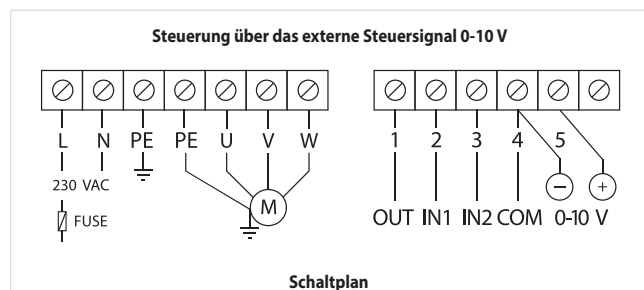 Steuerung über das externe Steuersignal 0-10 V
L N PE PE U V W
1 2 3 4 5
230 VAC
FUSE
M
− +
OUT IN1 IN2 COM 0-10 V
Schaltplan